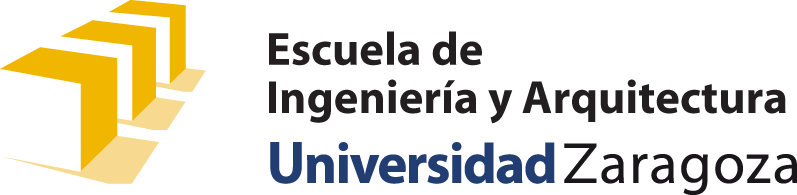 Escuela de
Ingeniería y Arquitectura
Universidad Zaragoza